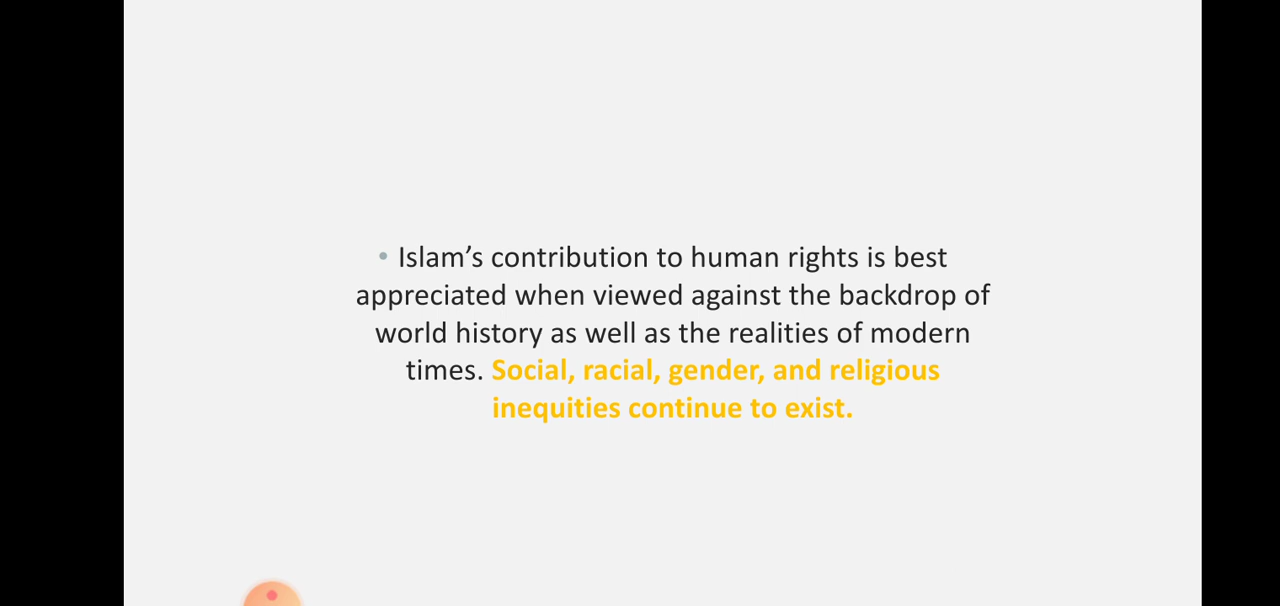 • Islam’s contribution to human rights is best
appreciated when viewed against the backdrop of
world history as well as the realities of modern
times. Social, racial, gender, and religious
inequities continue to exist.